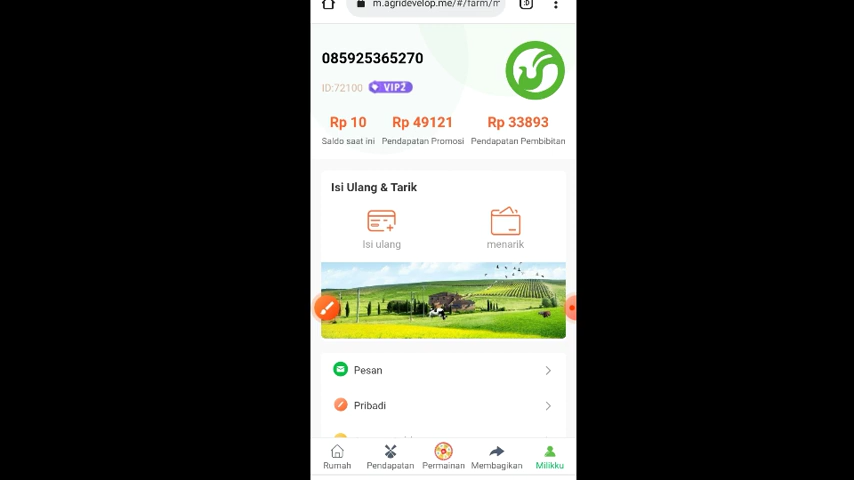 m.agridevelop.me/#/farm/m
085925365270
ID:72100 VIP2
Rp 10 Rp 49121 Rp 33893
Saldo saat ini Pendapatan Promosi Pendapatan Pembibitan
Isi Ulang & Tarik
Isi ulang menarik
Pesan
Pribadi
Rumah Pendapatan Permainan Membagikan Milikku